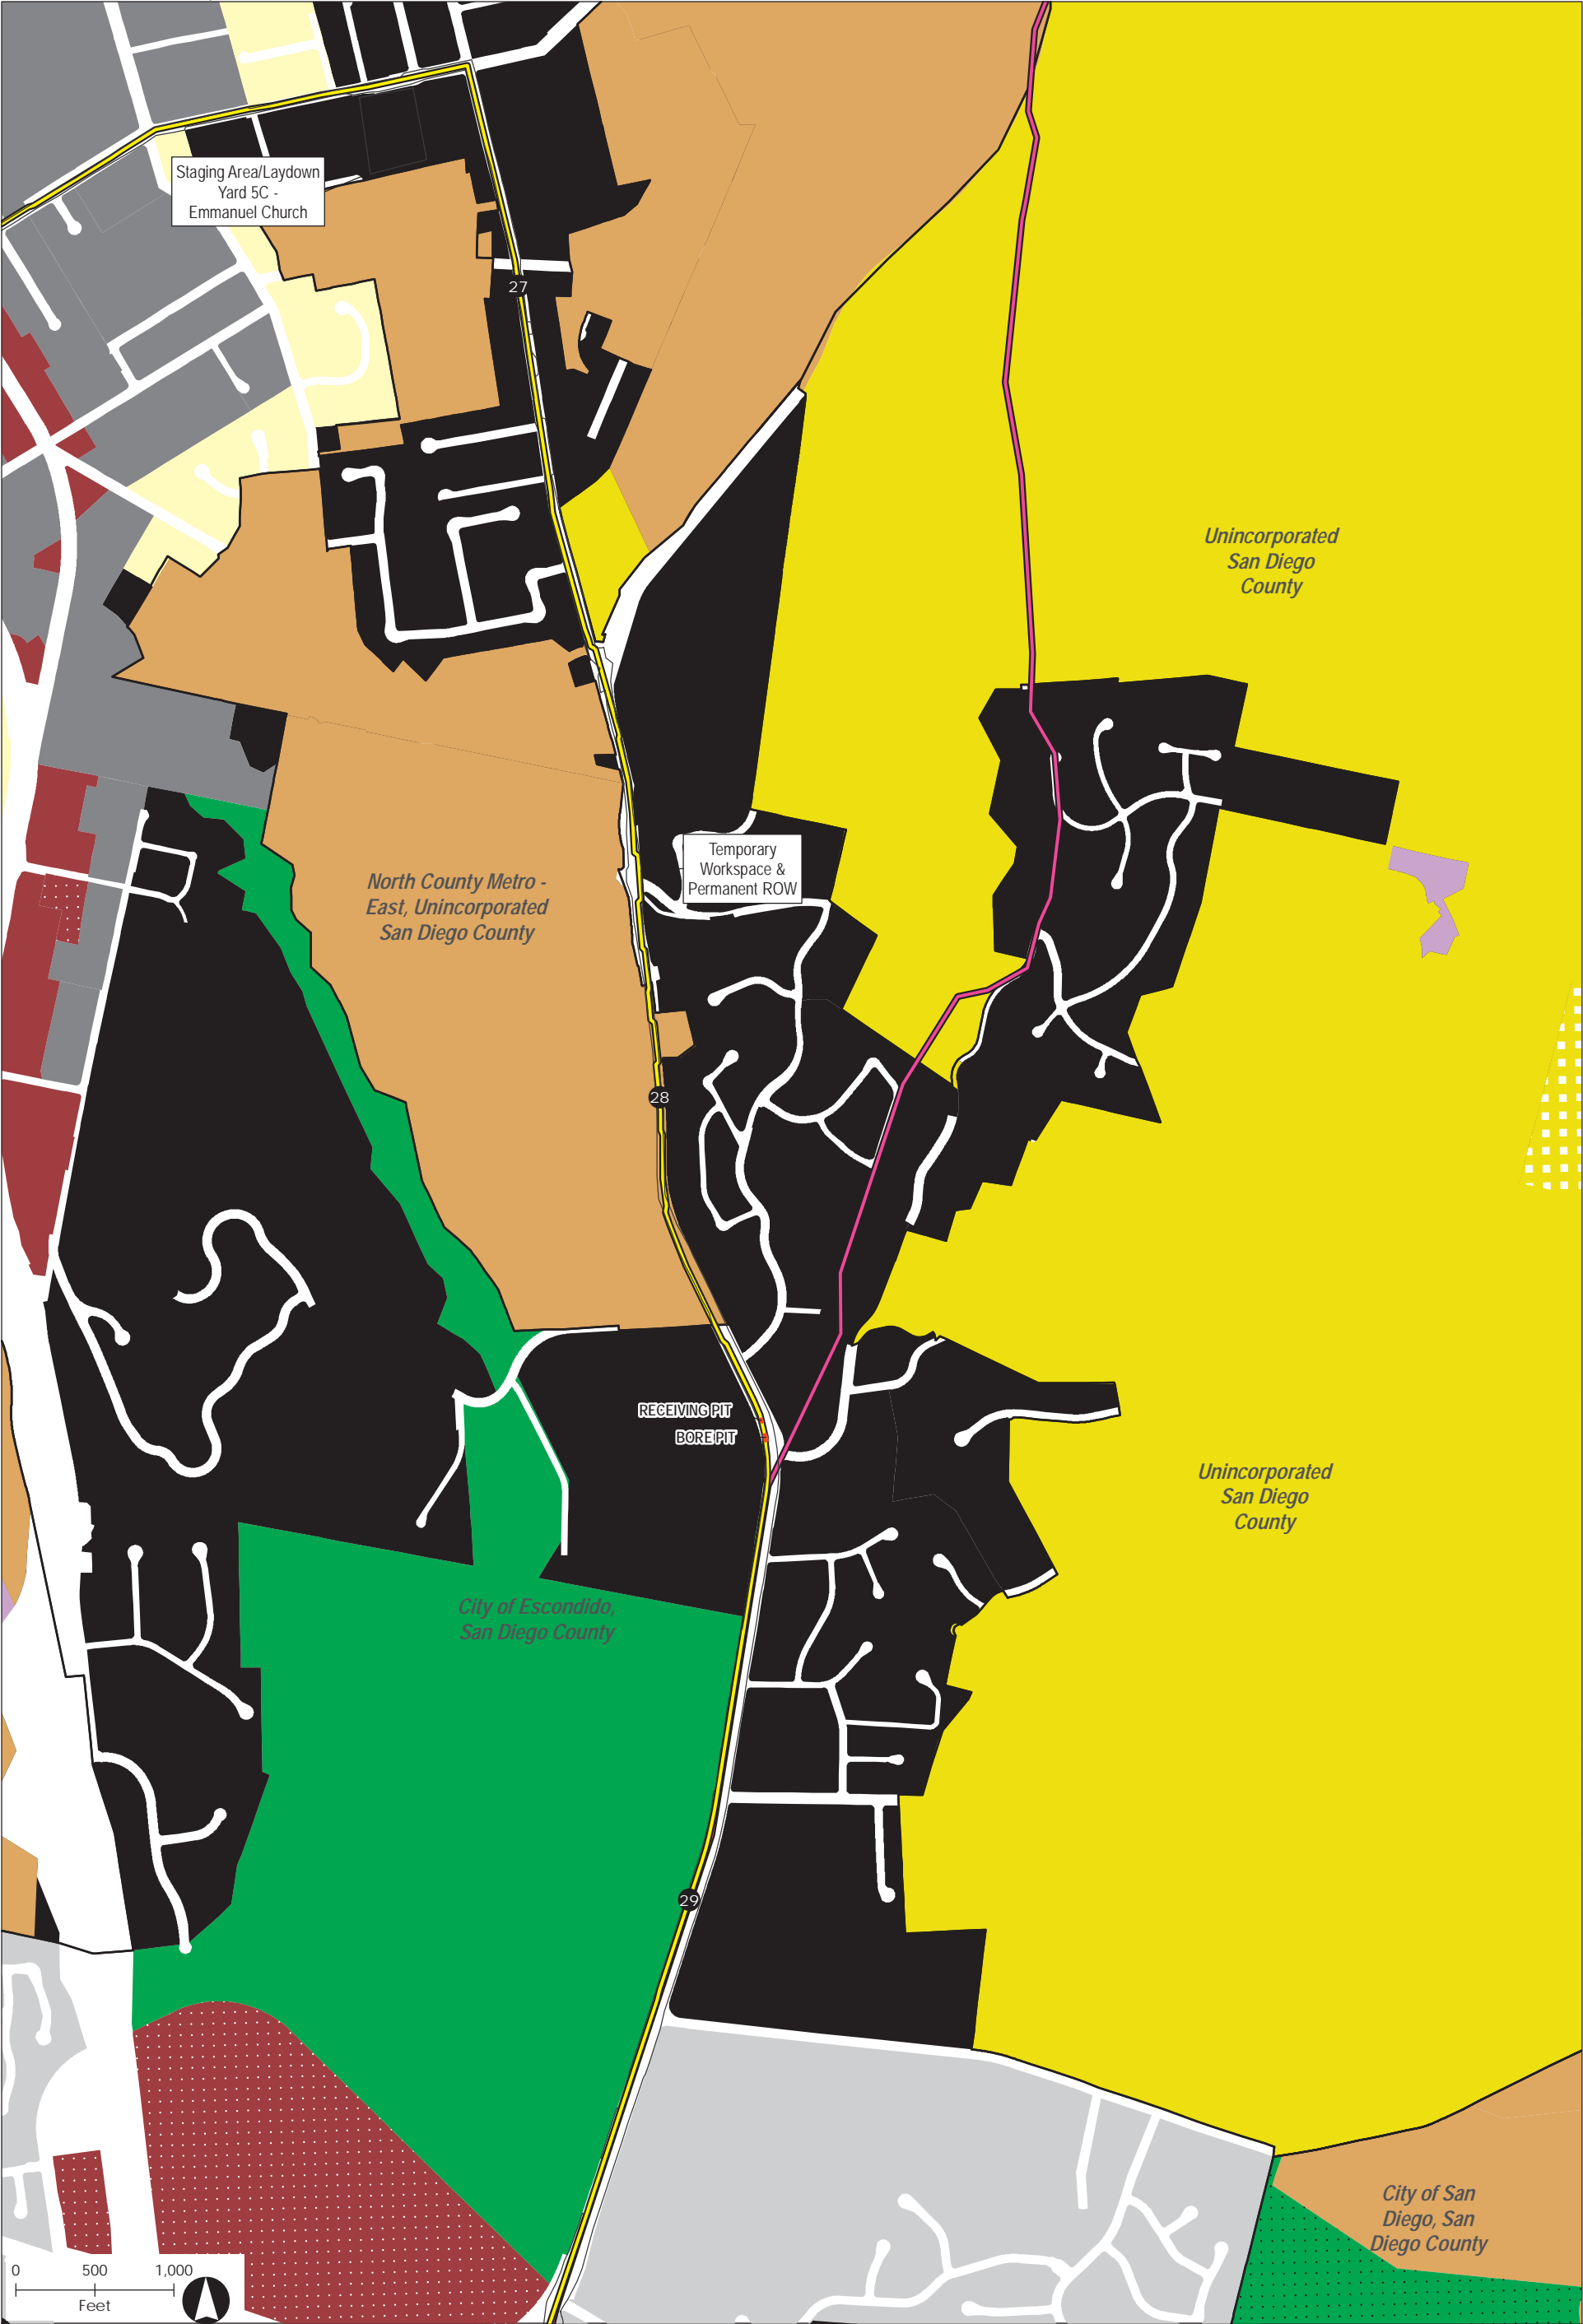 Staging Area/Laydown
Yard 5C -
Emmanuel Church
27
Unincorporated
San Diego
County
Temporary
Workspace &
Permanent ROW
North County Metro -
East, Unincorporated
San Diego County
28
RECEIVING PIT
BORE PIT
Unincorporated
San Diego
County
City of Escondido,
San Diego County
29
City of San
Diego, San
Diego County
0 500 1,000
Feet